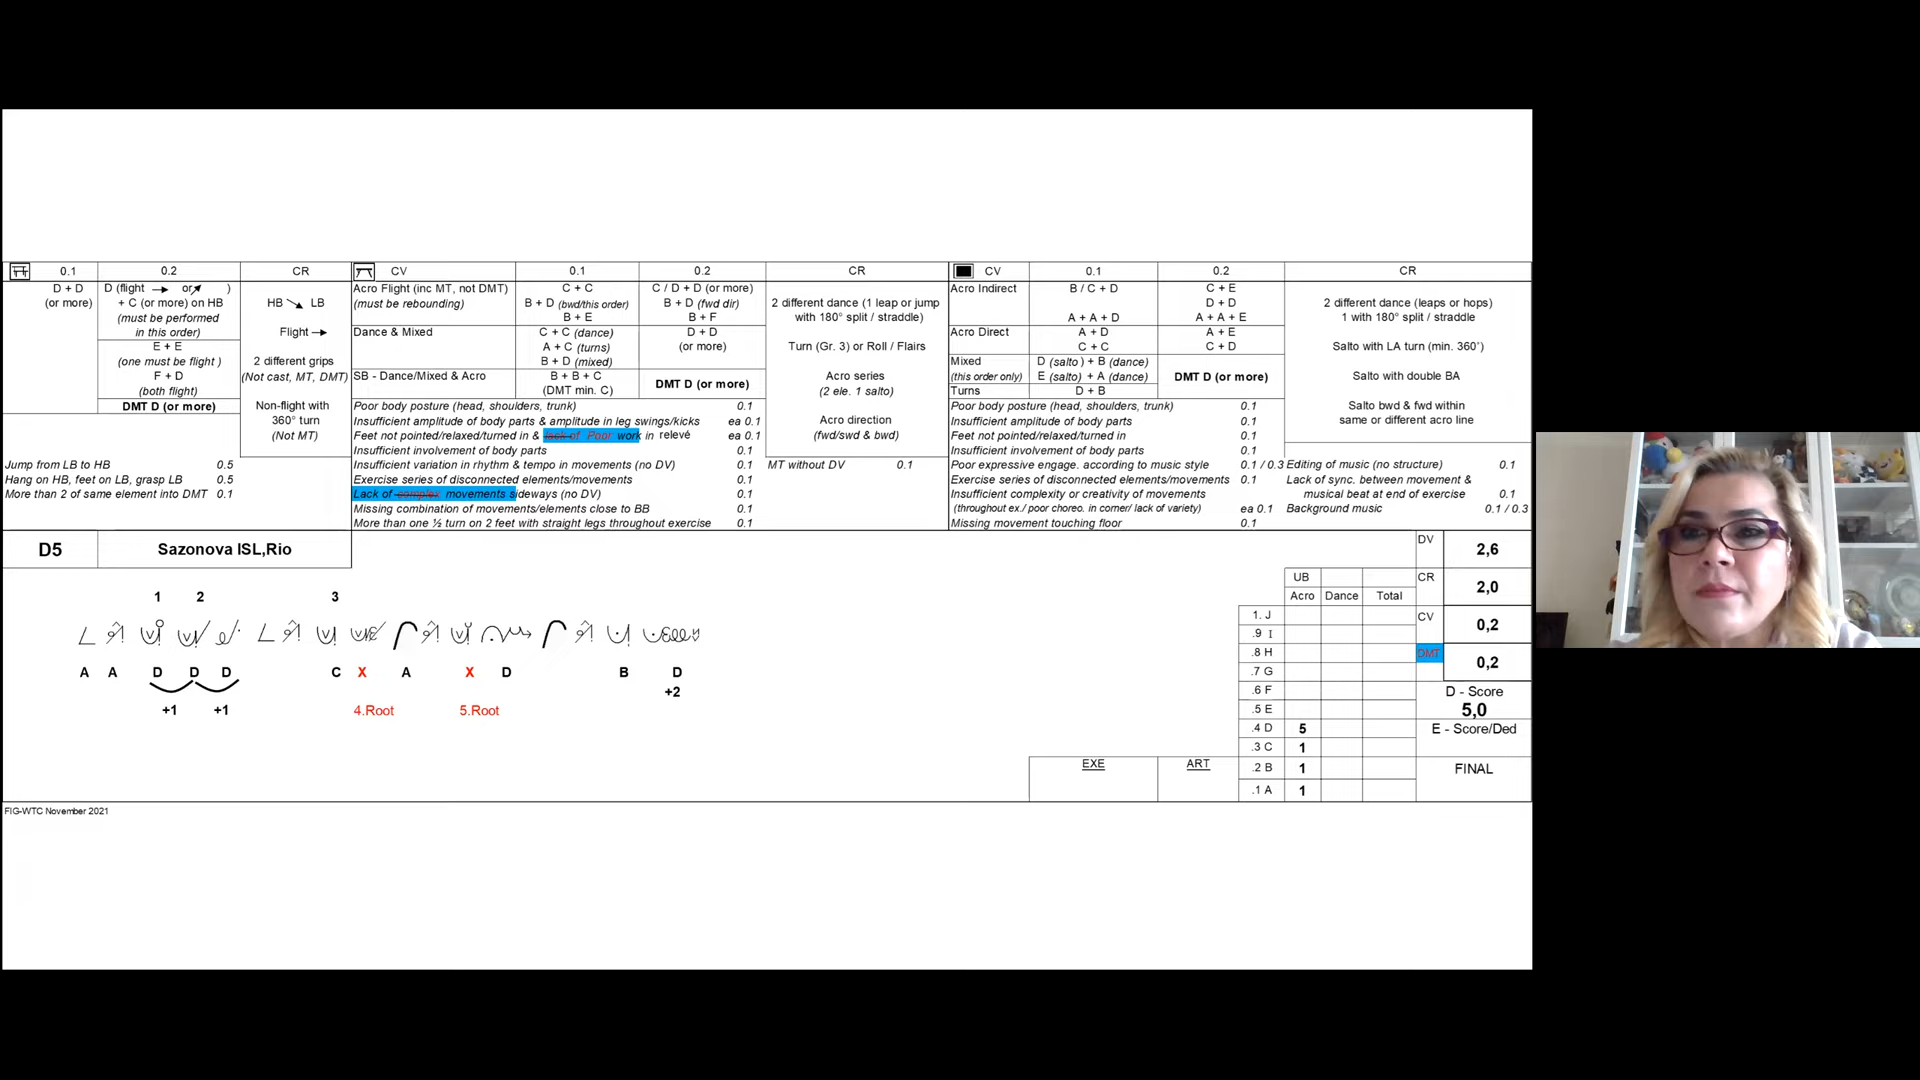 0.1 0.2 CR
D + D
(or more)
D (flight → or↗ )
+ C (or more) on HB
(must be performed
in this order)
E + E
(one must be flight )
F + D
(both flight)
DMT D (or more)
HB ↘ LB
Flight →
2 different grips
(Not cast, MT, DMT)
Non-flight with
360° turn
(Not MT)
Jump from LB to HB 0.5
Hang on HB, feet on LB, grasp LB 0.5
More than 2 of same element into DMT 0.1
CV 0.1 0.2 CR
Acro Flight (inc MT, not DMT)
(must be rebounding)
C + C
B + D (bwd/this order)
B + E
C / D + D (or more)
B + D (fwd dir)
B + F
Dance & Mixed
C + C (dance)
A + C (turns)
B + D (mixed)
D + D
(or more)
SB - Dance/Mixed & Acro
B + B + C
(DMT min. C)
DMT D (or more)
2 different dance (1 leap or jump
with 180° split / straddle)
Turn (Gr. 3) or Roll / Flairs
Acro series
(2 ele. 1 salto)
Acro direction
(fwd/swd & bwd)
Poor body posture (head, shoulders, trunk) 0.1
Insufficient amplitude of body parts & amplitude in leg swings/kicks ea 0.1
Feet not pointed/relaxed/turned in & lack of Poor work in relevé ea 0.1
Insufficient involvement of body parts 0.1
Insufficient variation in rhythm & tempo in movements (no DV) 0.1
Exercise series of disconnected elements/movements 0.1
Lack of complex movements sideways (no DV) 0.1
Missing combination of movements/elements close to BB 0.1
More than one ½ turn on 2 feet with straight legs throughout exercise 0.1
MT without DV 0.1
CV 0.1 0.2 CR
Acro Indirect
B / C + D
A + A + D
C + E
D + D
A + A + E
Acro Direct
A + D
C + C
A + E
C + D
Mixed
(this order only)
D (salto ) + B (dance)
E (salto) + A (dance)
DMT D (or more)
Turns D + B
2 different dance (leaps or hops)
1 with 180° split / straddle
Salto with LA turn (min. 360°)
Salto with double BA
Salto bwd & fwd within
same or different acro line
Poor body posture (head, shoulders, trunk) 0.1
Insufficient amplitude of body parts 0.1
Feet not pointed/relaxed/turned in 0.1
Insufficient involvement of body parts 0.1
Poor expressive engage. according to music style 0.1 / 0.3
Exercise series of disconnected elements/movements 0.1
Insufficient complexity or creativity of movements
(throughout ex./ poor choreo. in corner/ lack of variety) ea 0.1
Missing movement touching floor 0.1
Editing of music (no structure) 0.1
Lack of sync. between movement &
musical beat at end of exercise 0.1
Background music 0.1 / 0.3
D5 Sazonova ISL,Rio
1 2 3
A A D D D C X A X D B D
+1 +1 +2
4.Root 5.Root
DV 2,6
CR 2,0
CV 0,2
DMT 0,2
D - Score
5,0
E - Score/Ded
FINAL
UB
Acro Dance Total
1. J
.9 I
.8 H
.7 G
.6 F
.5 E
.4 D 5
.3 C 1
.2 B 1
.1 A 1
EXE ART
FIG-WTC November 2021